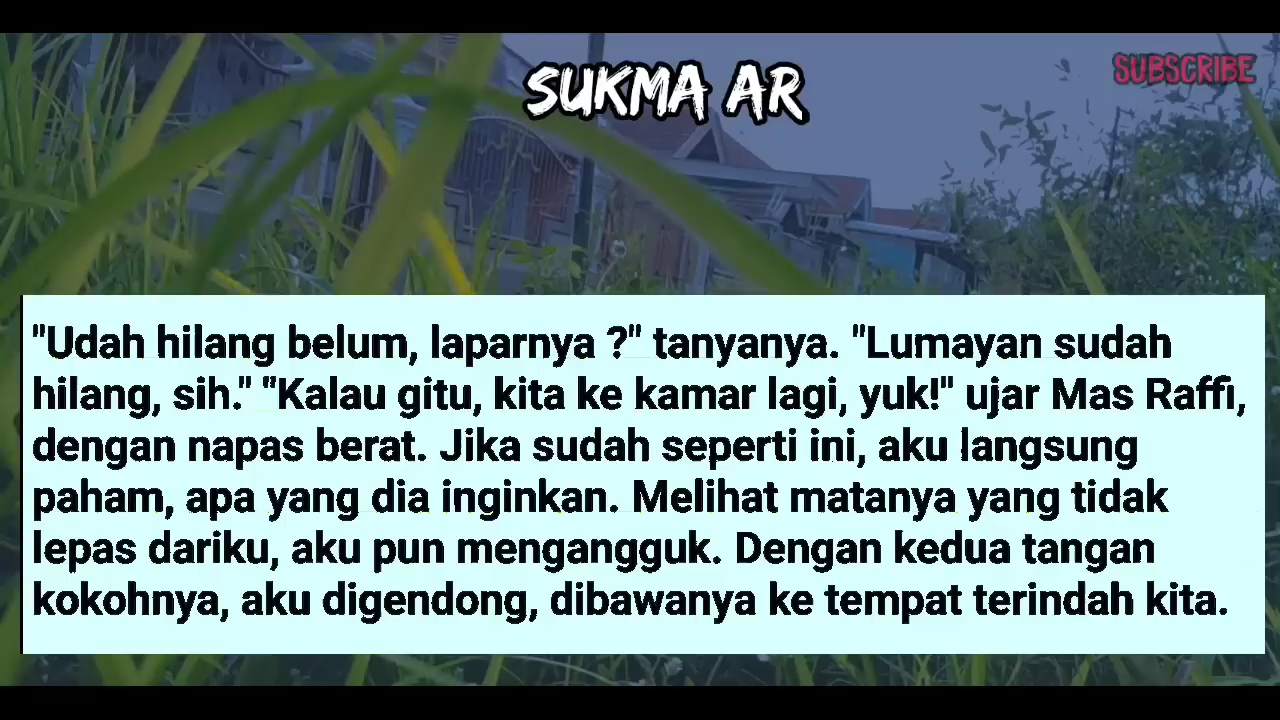 SUKMA AR
SUBSCRIBE
"Udah hilang belum, laparnya ?" tanyanya. "Lumayan sudah
hilang, sih." "Kalau gitu, kita ke kamar lagi, yuk!" ujar Mas Raffi,
dengan napas berat. Jika sudah seperti ini, aku langsung
paham, apa yang dia inginkan. Melihat matanya yang tidak
lepas dariku, aku pun mengangguk. Dengan kedua tangan
kokohnya, aku digendong, dibawanya ke tempat terindah kita.